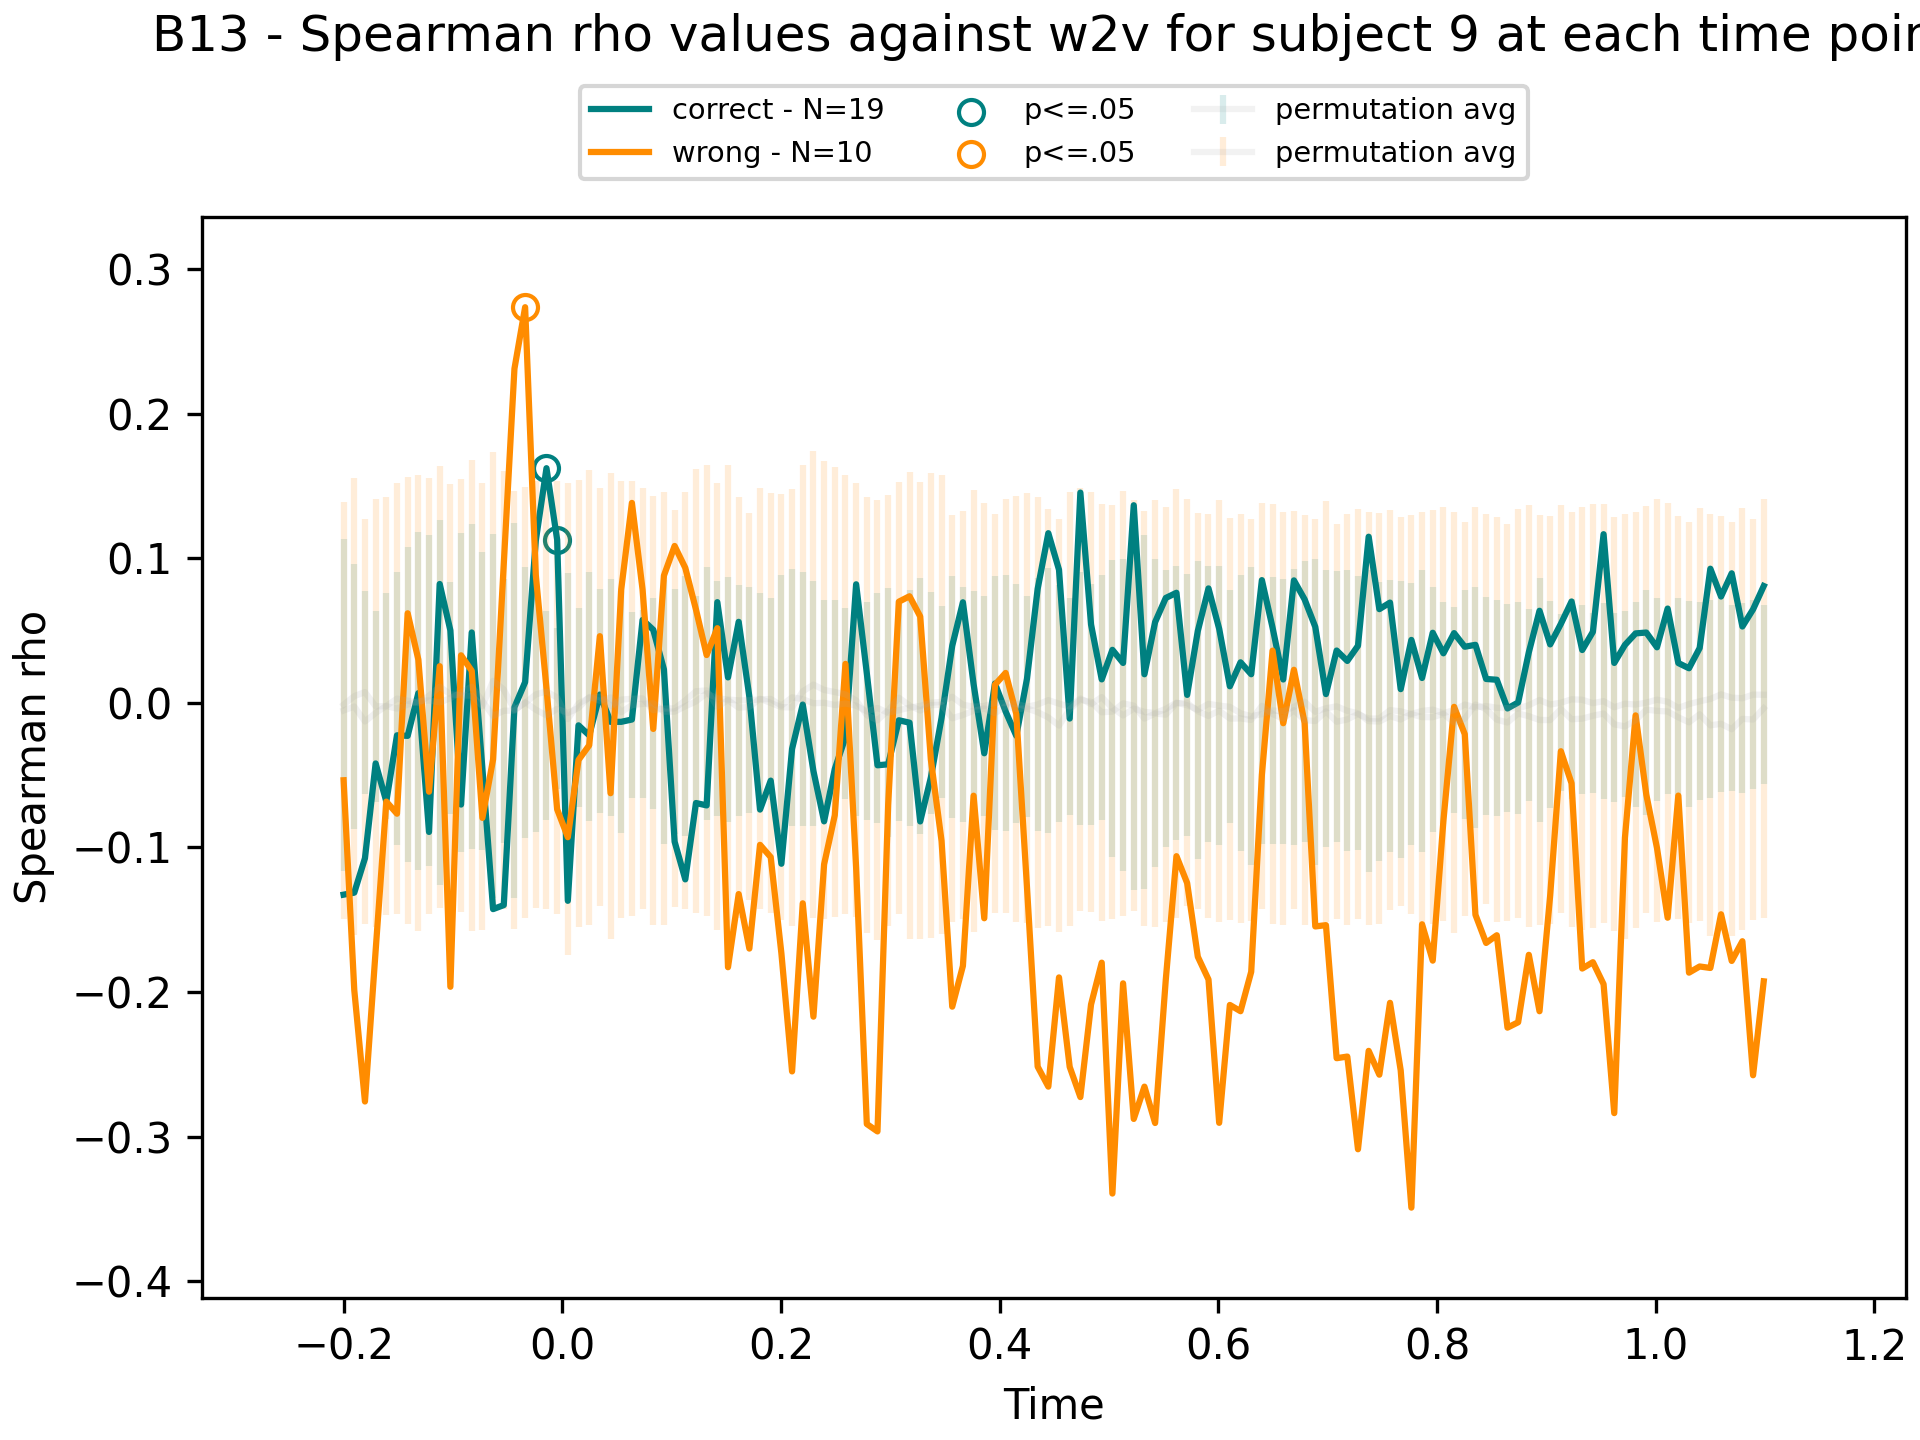 B13 - Spearman rho values against w2v for subject 9 at each time
correct - N=19 p<=.05 permutation avg
wrong - N=10 p<=.05 permutation avg
Spearman rho
0.3
0.2
0.1
0.0
−0.1
−0.2
−0.3
−0.4
−0.2 0.0 0.2 0.4 0.6 0.8 1.0 1.2
Time